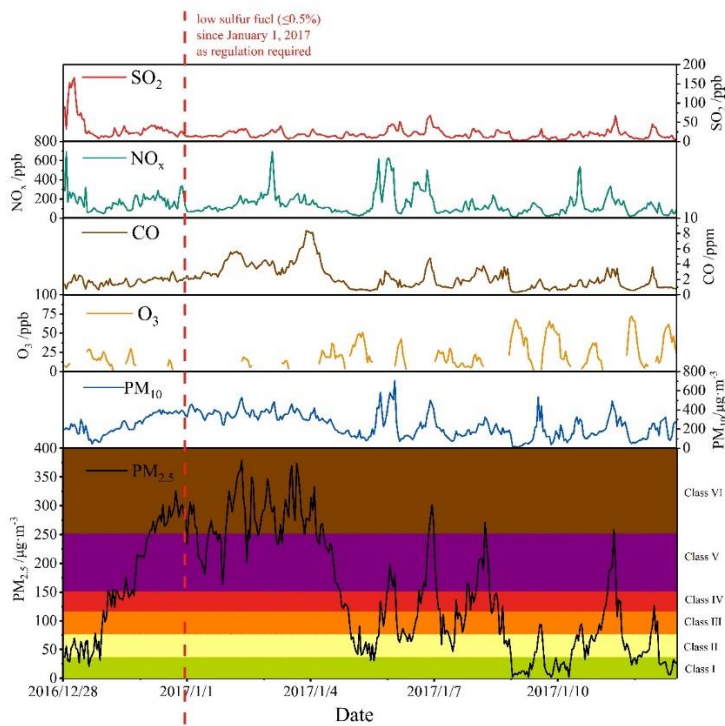 low sulfur fuel (≤0.5%)
since January 1, 2017
as regulation required
SO2
200
150
100
50
0
SO2 /ppb
800
600
400
200
0
NOx /ppb
NOx
10
8
6
4
2
0
CO /ppm
CO
100
75
50
25
0
O3 /ppb
O3
800
600
400
200
0
PM10/μg·m-3
PM10
400
350
300
250
200
150
100
50
0
PM2.5 /μg·m-3
PM2.5
Class VI
Class V
Class IV
Class III
Class II
Class I
2016/12/28
2017/1/1
2017/1/4
2017/1/7
2017/1/10
Date